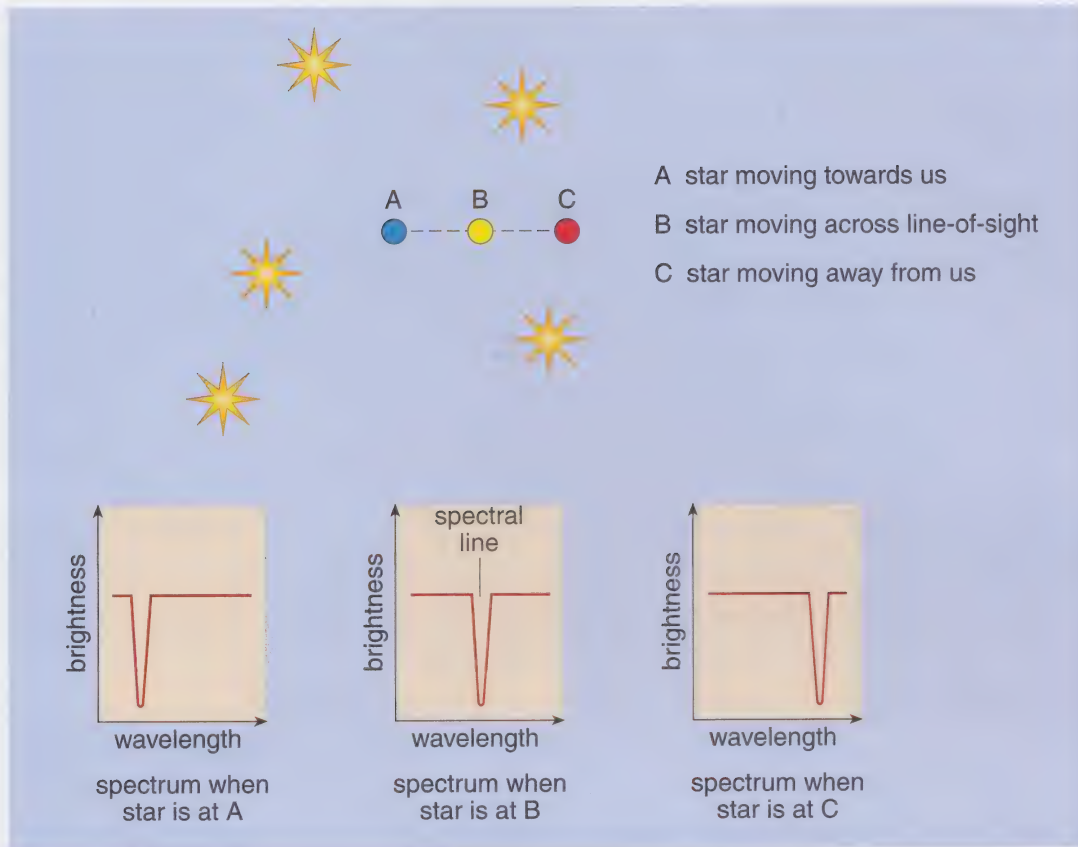 A B C
A star moving towards us
B star moving across line-of-sight
C star moving away from us
brightness
wavelength
spectrum when
star is at A
spectral
line
brightness
wavelength
spectrum when
star is at B
brightness
wavelength
spectrum when
star is at C